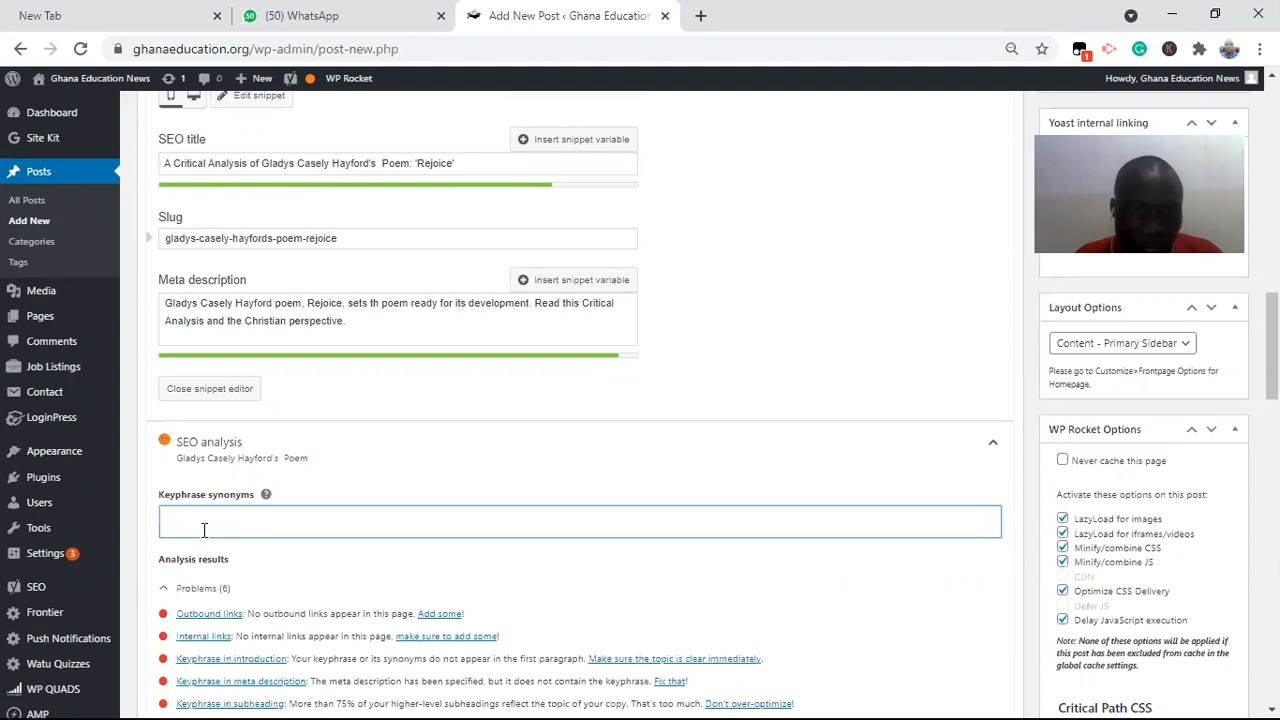 New Tab
(50) WhatsApp
Add New Post ‹ Ghana Education
ghanaeducation.org/wp-admin/post-new.php
1
Ghana Education News
1
0
New
WP Rocket
Howdy, Ghana Education News
Dashboard
Site Kit
Posts
All Posts
Add New
Categories
Tags
Media
Pages
Comments
Job Listings
Contact
LoginPress
Appearance
Plugins
Users
Tools
Settings 3
SEO
Frontier
Push Notifications
Watu Quizzes
WP QUADS
AMP
Edit snippet
SEO title
Insert snippet variable
A Critical Analysis of Gladys Casely Hayford's Poem: 'Rejoice'
Slug
gladys-casely-hayfords-poem-rejoice
Meta description
Insert snippet variable
Gladys Casely Hayford poem, Rejoice, sets th poem ready for its development. Read this Critical
Analysis and the Christian perspective.
Close snippet editor
SEO analysis
Gladys Casely Hayford's Poem
Keyphrase synonyms
Analysis results
Problems (6)
Outbound links: No outbound links appear in this page. Add some!
Internal links: No internal links appear in this page, make sure to add some!
Keyphrase in introduction: Your keyphrase or its synonyms do not appear in the first paragraph. Make sure the topic is clear immediately.
Keyphrase in meta description: The meta description has been specified, but it does not contain the keyphrase. Fix that!
Keyphrase in subheading: More than 75% of your higher-level subheadings reflect the topic of your copy. That's too much. Don't over-optimize!
Yoast internal linking
Layout Options
Content - Primary Sidebar
Please go to Customize>Frontpage Options for
Homepage.
WP Rocket Options
Never cache this page
Activate these options on this post:
LazyLoad for images
LazyLoad for iframes/videos
Minify/combine CSS
Minify/combine JS
CDN
Optimize CSS Delivery
Defer JS
Delay JavaScript execution
Note: None of these options will be applied if
this post has been excluded from cache in the
global cache settings.
Critical Path CSS